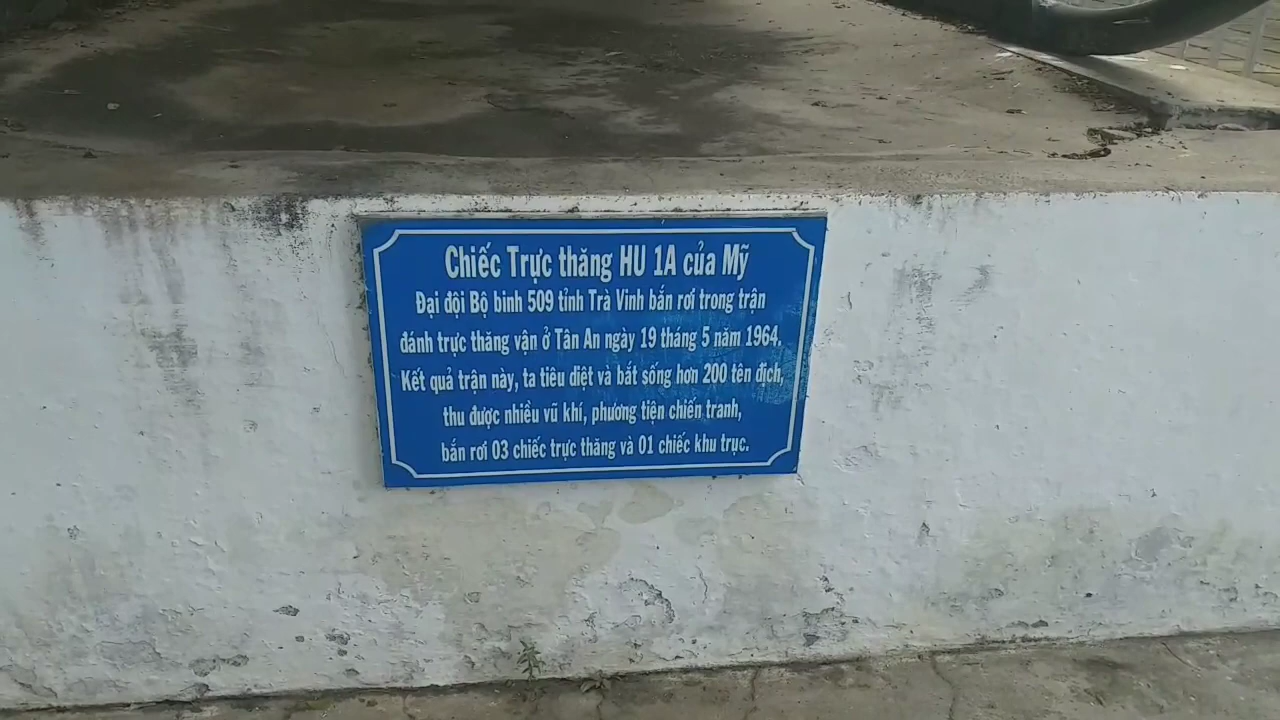 Chiếc Trực thăng HU 1A của Mỹ
Đại đội Bộ binh 509 tỉnh Trà Vinh bắn rơi trong trận
đánh trực thăng vận ở Tân An ngày 19 tháng 5 năm 1964.
Kết quả trận này, ta tiêu diệt và bắt sống hơn 200 tên địch,
thu được nhiều vũ khí, phương tiện chiến tranh,
bắn rơi 03 chiếc trực thăng và 01 chiếc khu trục.